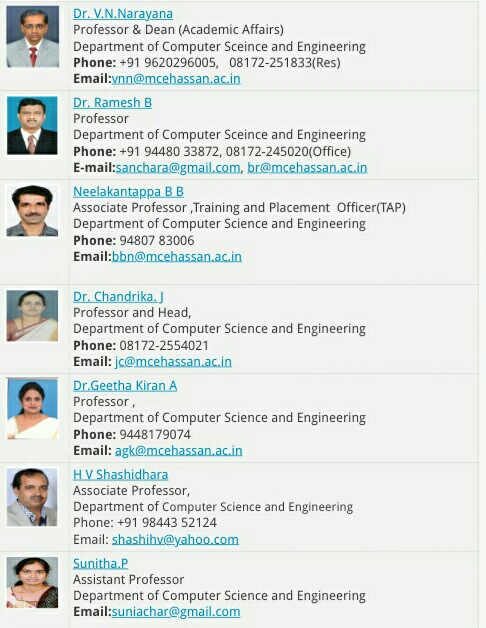 Dr. V.N.Narayana
Professor & Dean (Academic Affairs)
Department of Computer Sceince and Engineering
Phone: +91 9620296005, 08172-251833(Res)
Email:vnn@mcehassan.ac.in
Dr. Ramesh B
Professor
Department of Computer Sceince and Engineering
Phone: +91 94480 33872, 08172-245020(Office)
E-mail:sanchara@gmail.com, br@mcehassan.ac.in
Neelakantappa B B
Associate Professor ,Training and Placement Officer(TAP)
Department of Computer Science and Engineering
Phone: 94807 83006
Email:bbn@mcehassan.ac.in
Dr. Chandrika. J
Professor and Head,
Department of Computer Science and Engineering
Phone: 08172-2554021
Email: jc@mcehassan.ac.in
Dr.Geetha Kiran A
Professor ,
Department of Computer Science and Engineering
Phone: 9448179074
Email: agk@mcehassan.ac.in
H V Shashidhara
Associate Professor,
Department of Computer Science and Engineering
Phone: +91 98443 52124
Email: shashihv@yahoo.com
Sunitha.P
Assistant Professor
Department of Computer Science and Engineering
Email:suniachar@gmail.com